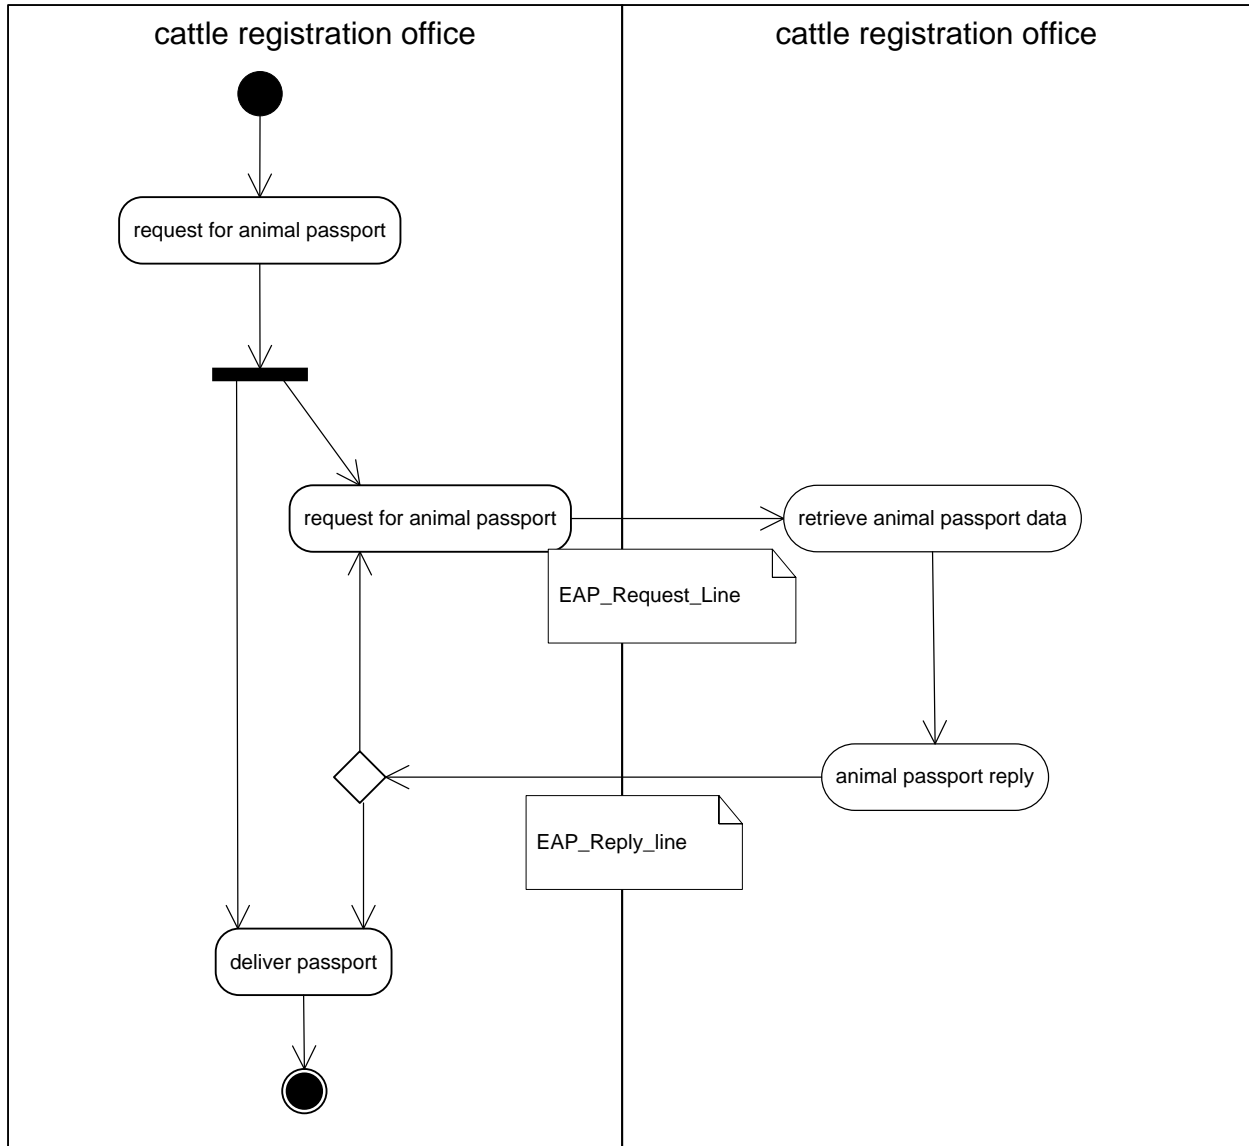 cattle registration office
cattle registration office
request for animal passport
request for animal passport
retrieve animal passport data
EAP_Request_Line
animal passport reply
EAP_Reply_line
deliver passport